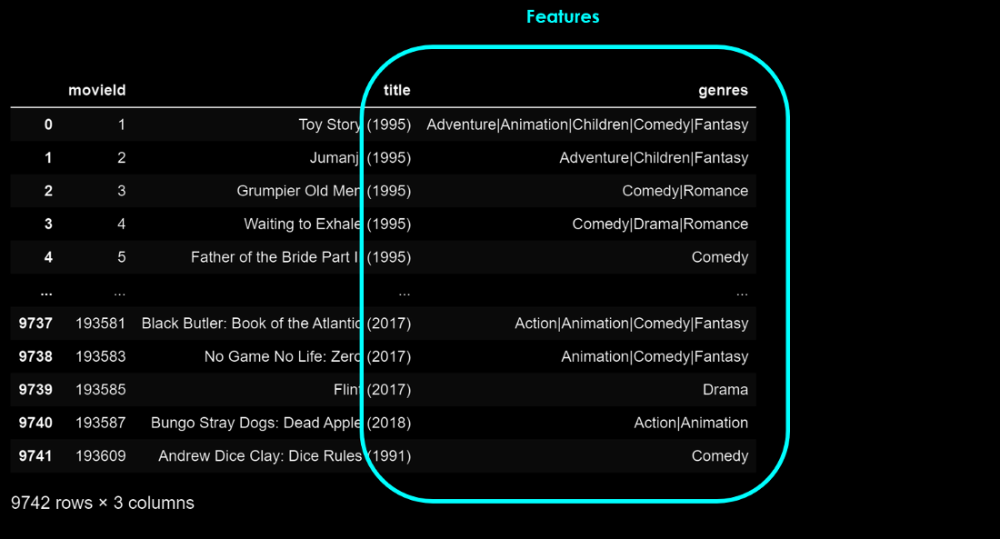 Features
movieId title genres
0 1 Toy Story (1995) Adventure|Animation|Children|Comedy|Fantasy
1 2 Jumanji (1995) Adventure|Children|Fantasy
2 3 Grumpier Old Men (1995) Comedy|Romance
3 4 Waiting to Exhale (1995) Comedy|Drama|Romance
4 5 Father of the Bride Part II (1995) Comedy
... ... ... ...
9737 193581 Black Butler: Book of the Atlantic (2017) Action|Animation|Comedy|Fantasy
9738 193583 No Game No Life: Zero (2017) Animation|Comedy|Fantasy
9739 193585 Flint (2017) Drama
9740 193587 Bungo Stray Dogs: Dead Apple (2018) Action|Animation
9741 193609 Andrew Dice Clay: Dice Rules (1991) Comedy
9742 rows × 3 columns